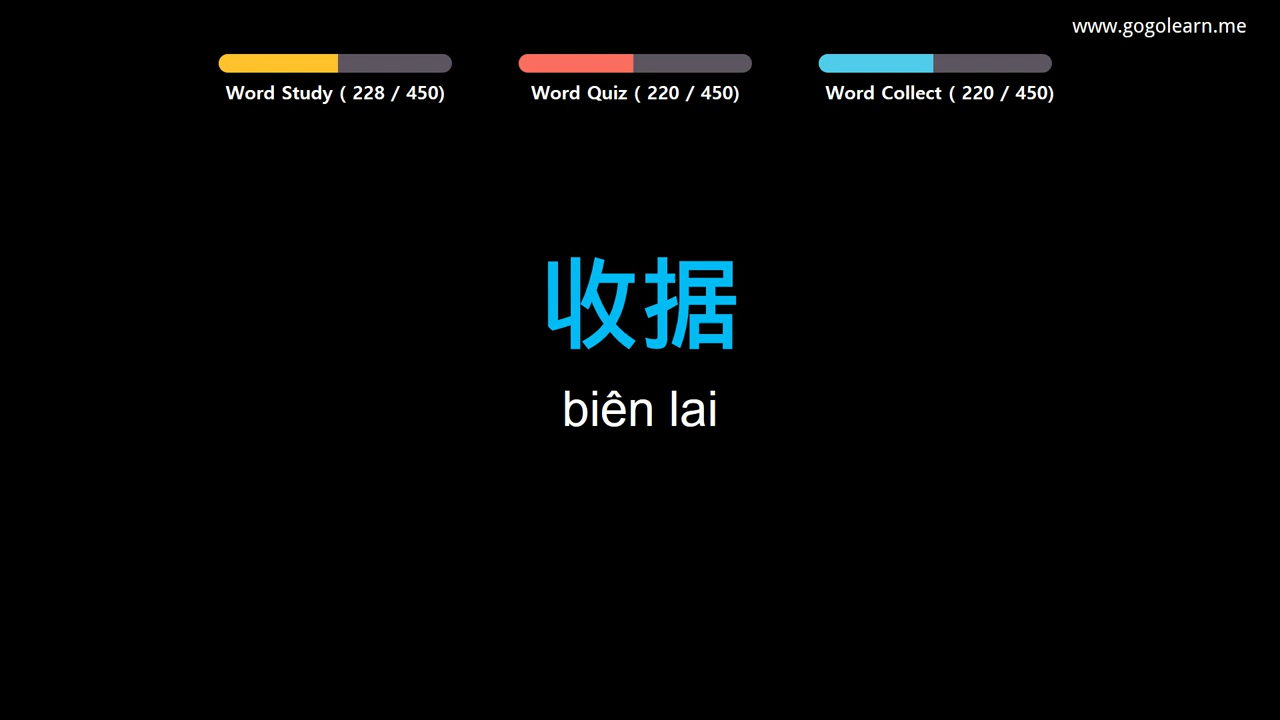 www.gogolearn.me
Word Study ( 228 / 450)
Word Quiz ( 220 / 450)
Word Collect ( 220 / 450)
收据
biên lai